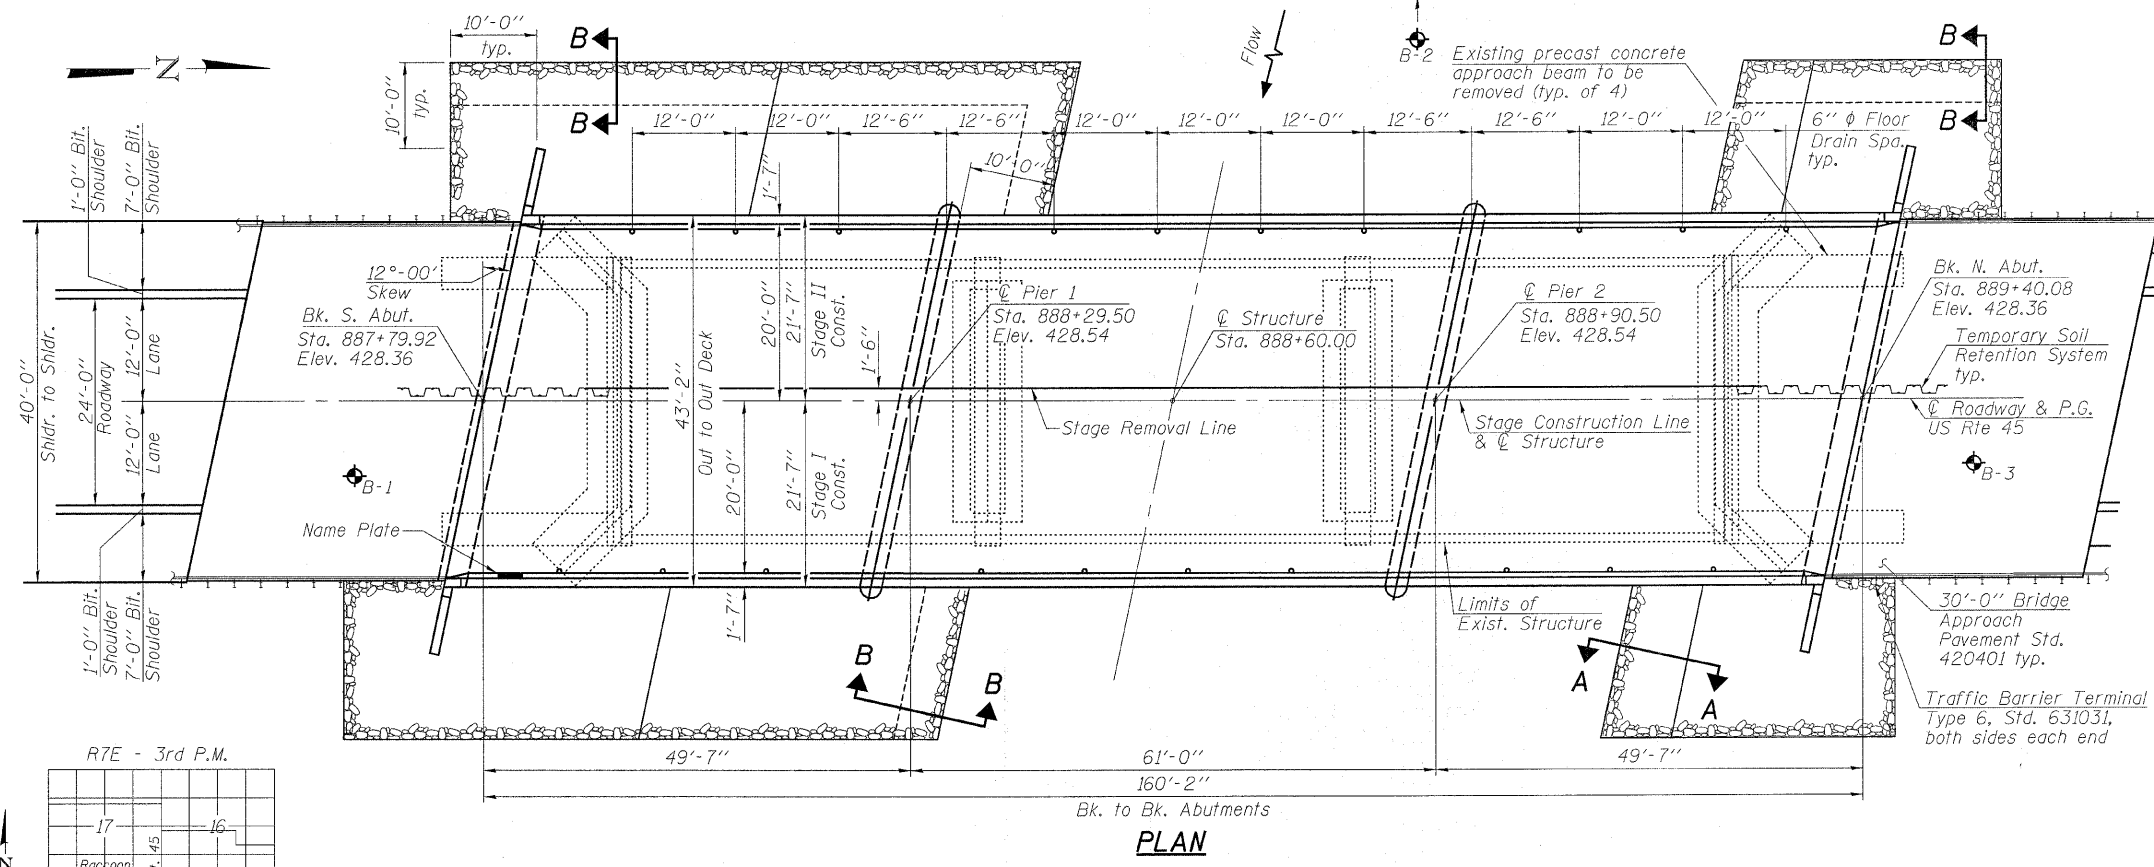 10'-0"
typ.
10'-0"
typ.
N
B
B
Flow
B-2
Existing precast concrete
approach beam to be
removed (typ. of 4)
B
B
12'-0"
12'-0"
12'-6"
12'-6"
12'-0"
12'-0"
12'-0"
12'-6"
12'-6"
12'-0"
12'-0"
6" ϕ Floor
Drain Spa.
typ.
1'-0" Bit.
Shoulder
7'-0" Bit.
Shoulder
10'-0"
1'-7"
12°-00'
Skew
Bk. S. Abut.
Sta. 887+79.92
Elev. 428.36
20'-0"
21'-7"
Stage II
Const.
1'-6"
℄ Pier 1
Sta. 888+29.50
Elev. 428.54
℄ Structure
Sta. 888+60.00
℄ Pier 2
Sta. 888+90.50
Elev. 428.54
Bk. N. Abut.
Sta. 889+40.08
Elev. 428.36
Temporary Soil
Retention System
typ.
40'-0"
Shldr. to Shldr.
24'-0"
Roadway
12'-0"
Lane
12'-0"
Lane
43'-2"
Out to Out Deck
Stage Removal Line
Stage Construction Line
& ℄ Structure
℄ Roadway & P.G.
US Rte 45
B-1
B-3
20'-0"
21'-7"
Stage I
Const.
Name Plate
1'-0" Bit.
Shoulder
7'-0" Bit.
Shoulder
1'-7"
Limits of
Exist. Structure
30'-0" Bridge
Approach
Pavement Std.
420401 typ.
B
B
A
A
Traffic Barrier Terminal
Type 6, Std. 631031,
both sides each end
49'-7"
61'-0"
49'-7"
160'-2"
Bk. to Bk. Abutments
PLAN
R7E - 3rd P.M.
17
16
45
Raccoon